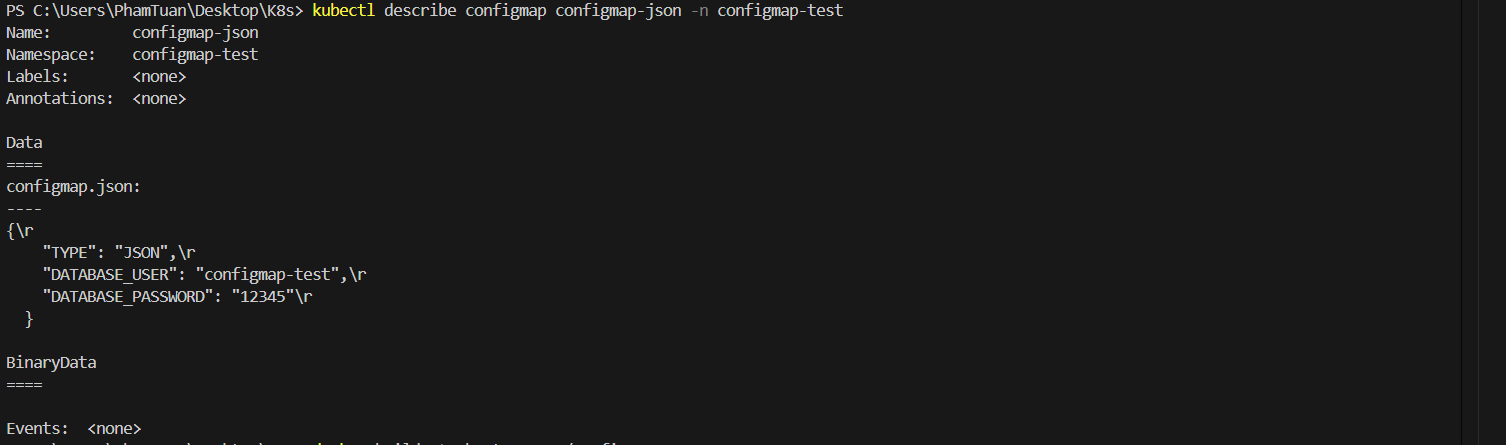 PS C:\Users\PhamTuan\Desktop\K8s> kubectl describe configmap configmap-json -n configmap-test
Name:         configmap-json
Namespace:    configmap-test
Labels:       <none>
Annotations:  <none>
Data
====
configmap.json:
----
{\r
    "TYPE": "JSON",\r
    "DATABASE_USER": "configmap-test",\r
    "DATABASE_PASSWORD": "12345"\r
  }
BinaryData
====
Events:  <none>